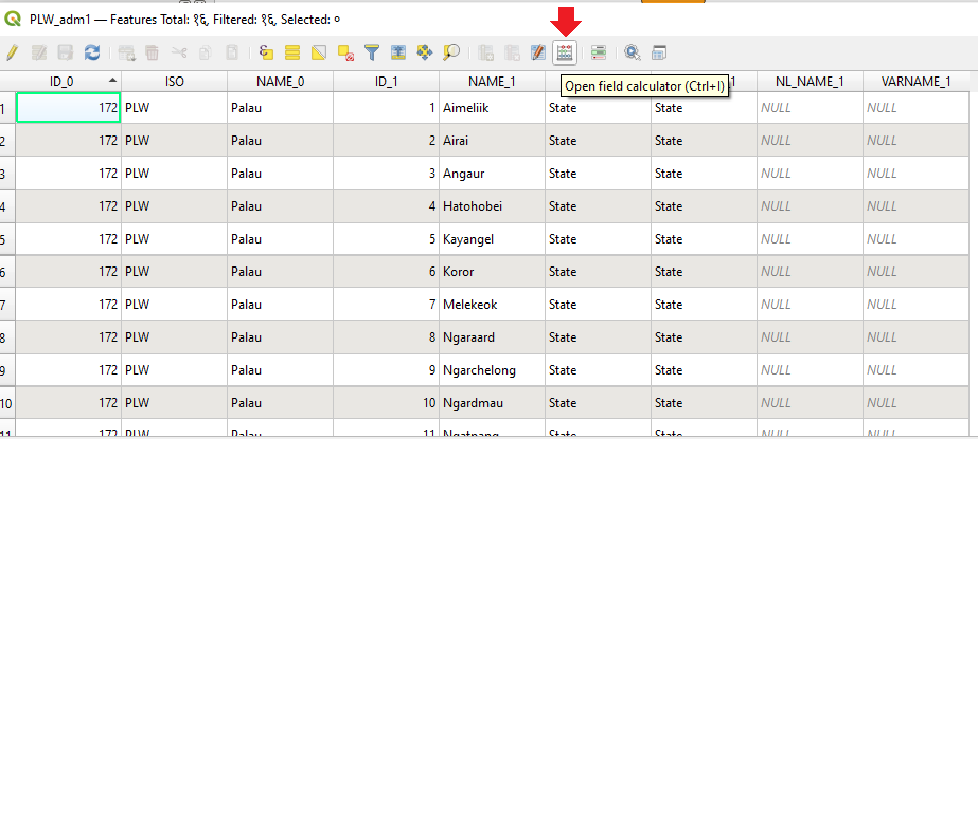 PLW_adm1 — Features Total: १६, Filtered: १६, Selected: ०
ID_0 ISO NAME_0 ID_1 NAME_1 NL_NAME_1 VARNAME_1
Open field calculator (Ctrl+I)
1 172 PLW Palau 1 Aimeliik State State NULL NULL
2 172 PLW Palau 2 Airai State State NULL NULL
3 172 PLW Palau 3 Angaur State State NULL NULL
4 172 PLW Palau 4 Hatohobei State State NULL NULL
5 172 PLW Palau 5 Kayangel State State NULL NULL
6 172 PLW Palau 6 Koror State State NULL NULL
7 172 PLW Palau 7 Melekeok State State NULL NULL
8 172 PLW Palau 8 Ngaraard State State NULL NULL
9 172 PLW Palau 9 Ngarchelong State State NULL NULL
10 172 PLW Palau 10 Ngardmau State State NULL NULL
11 172 PLW Palau 11 Ngatpang State State NULL NULL